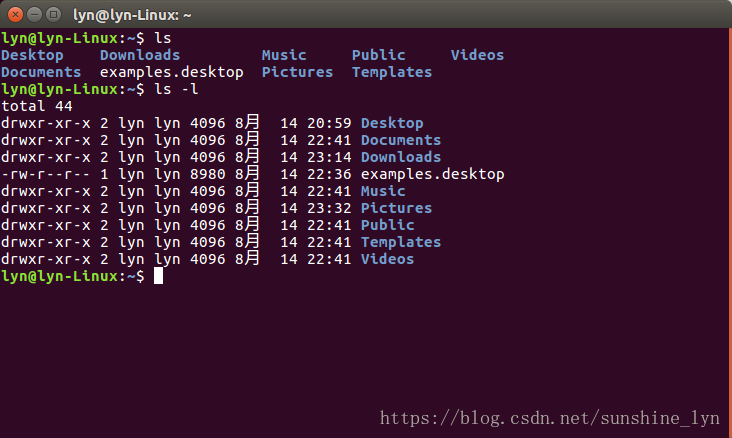 lyn@lyn-Linux: ~
lyn@lyn-Linux:~$ ls
Desktop    Downloads         Music     Public     Videos
Documents  examples.desktop  Pictures  Templates
lyn@lyn-Linux:~$ ls -l
total 44
drwxr-xr-x 2 lyn lyn 4096 8月  14 20:59 Desktop
drwxr-xr-x 2 lyn lyn 4096 8月  14 22:41 Documents
drwxr-xr-x 2 lyn lyn 4096 8月  14 23:14 Downloads
-rw-r--r-- 1 lyn lyn 8980 8月  14 22:36 examples.desktop
drwxr-xr-x 2 lyn lyn 4096 8月  14 22:41 Music
drwxr-xr-x 2 lyn lyn 4096 8月  14 23:32 Pictures
drwxr-xr-x 2 lyn lyn 4096 8月  14 22:41 Public
drwxr-xr-x 2 lyn lyn 4096 8月  14 22:41 Templates
drwxr-xr-x 2 lyn lyn 4096 8月  14 22:41 Videos
lyn@lyn-Linux:~$
https://blog.csdn.net/sunshine_lyn